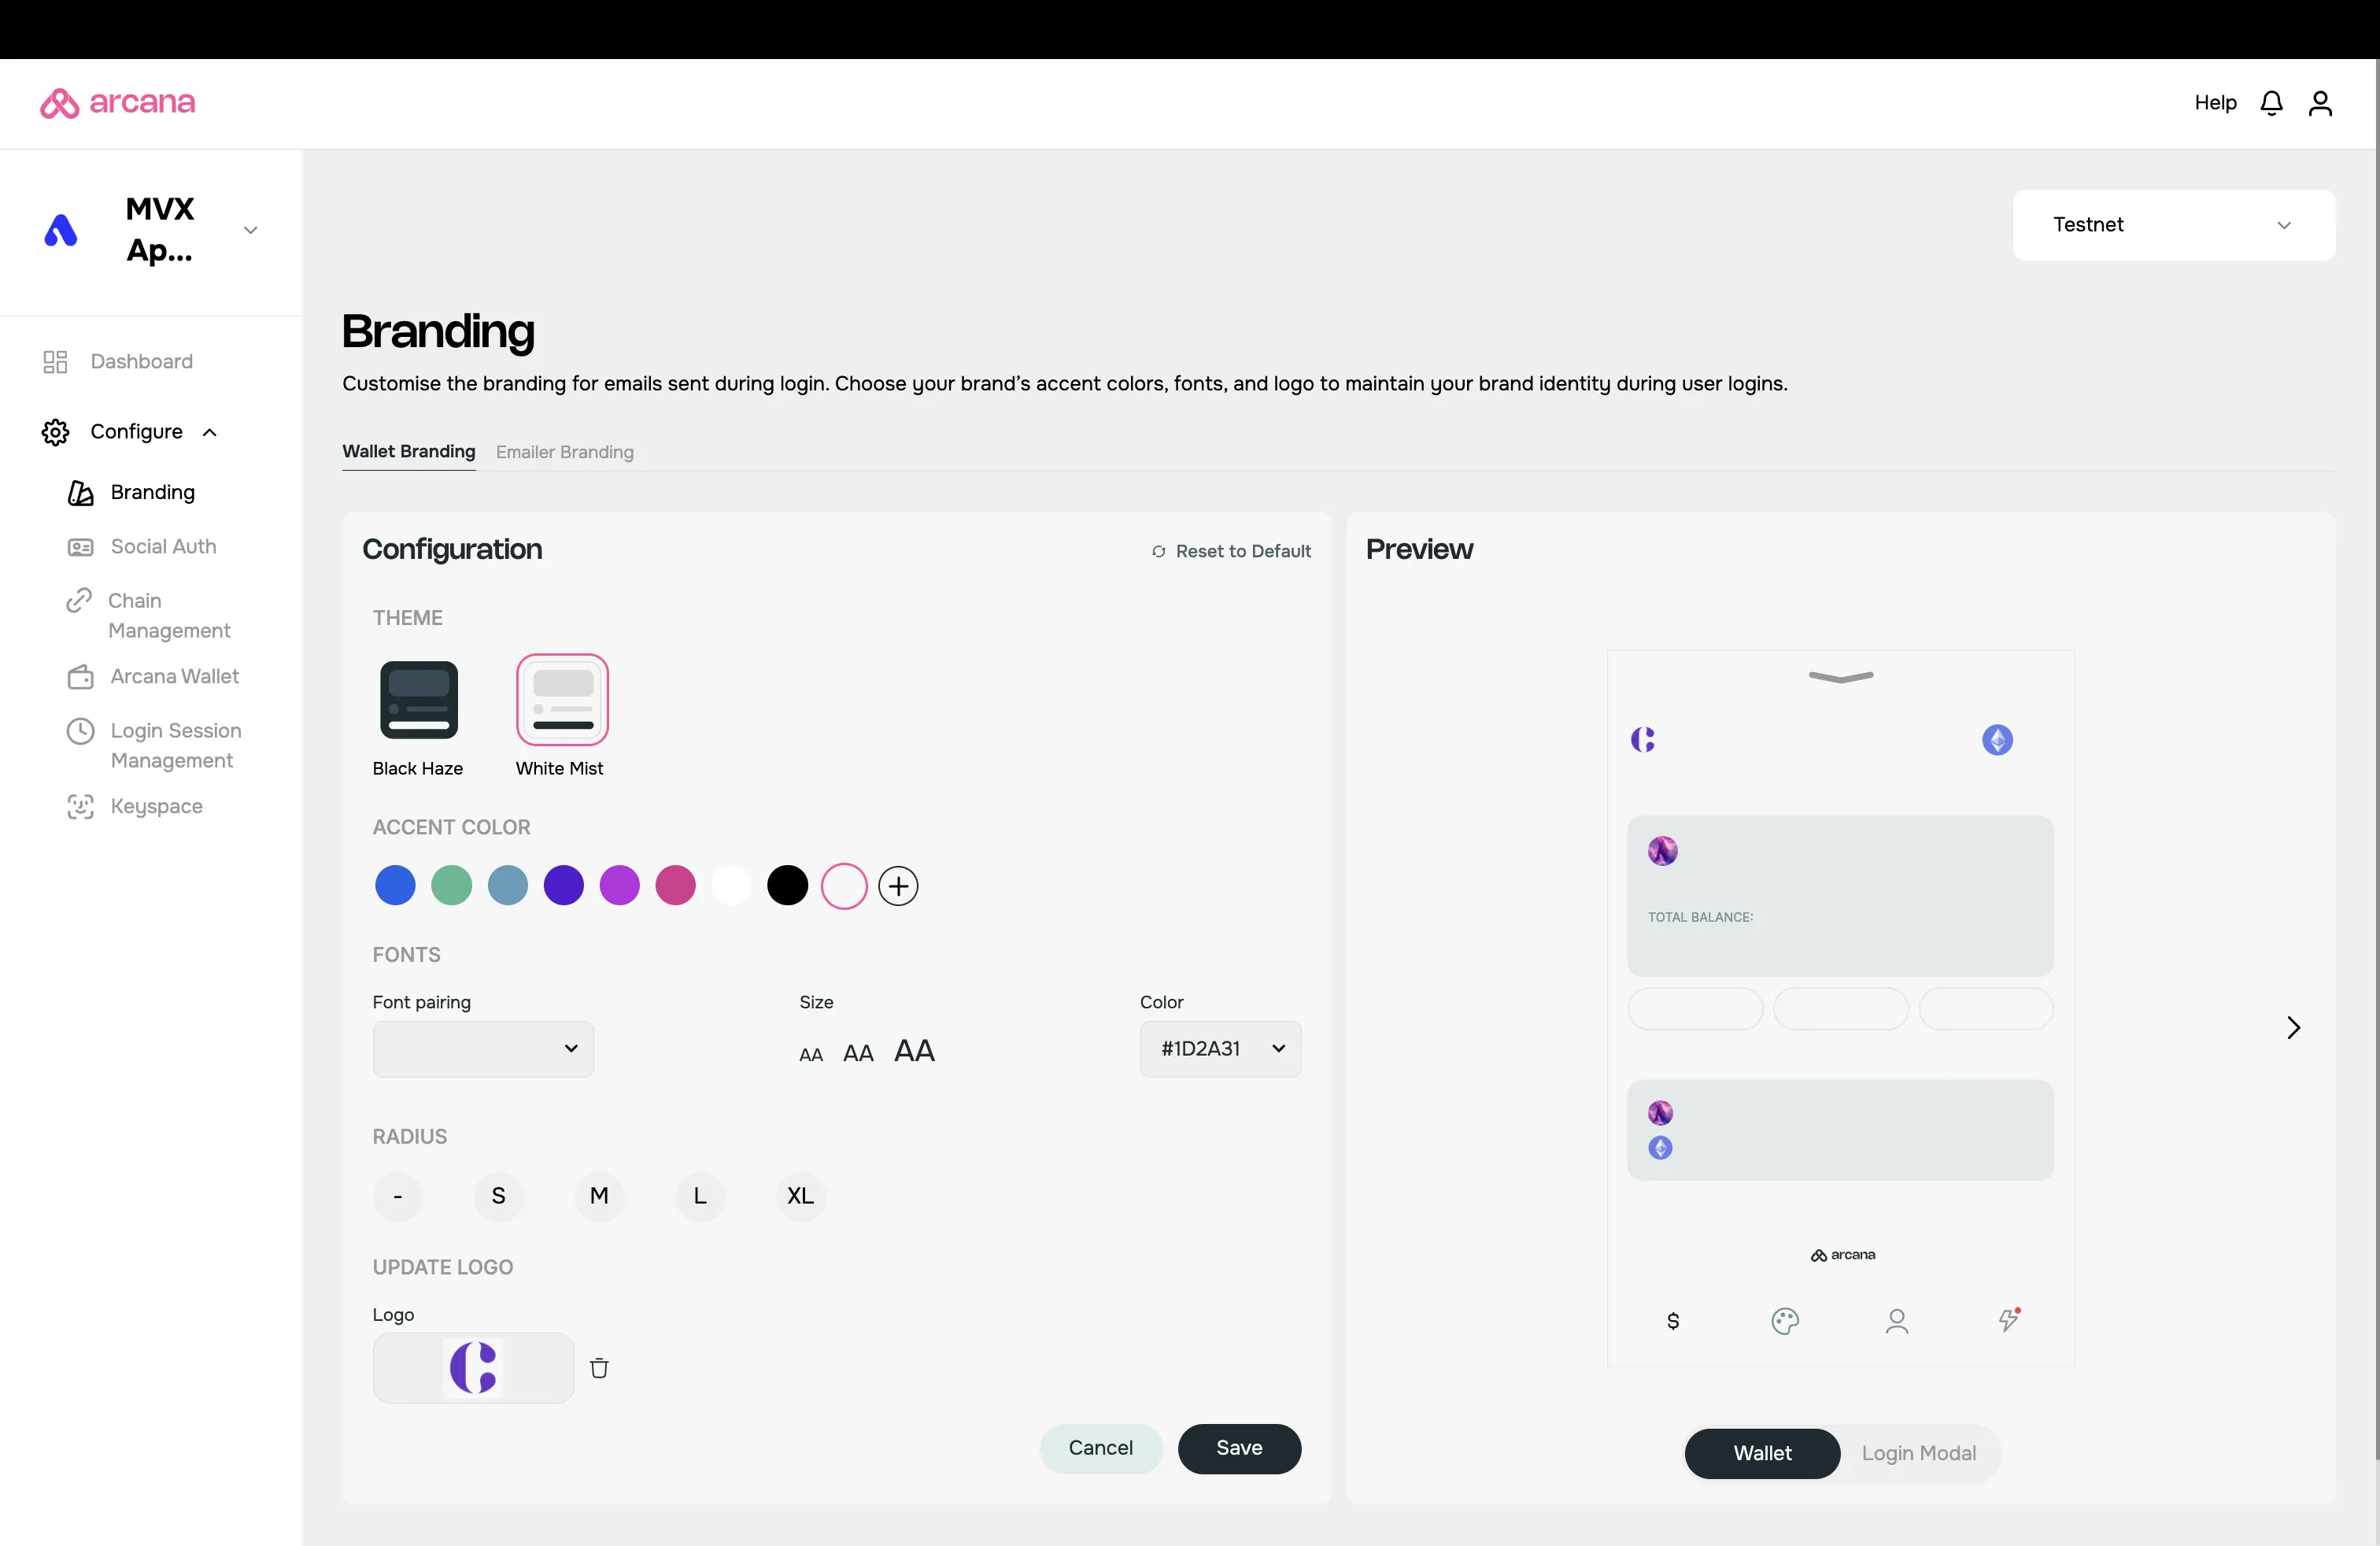 arcana
Help
MVX
Ap...
Testnet
Dashboard
Configure
Branding
Social Auth
Chain
Management
Arcana Wallet
Login Session
Management
Keyspace
Branding
Customise the branding for emails sent during login. Choose your brand’s accent colors, fonts, and logo to maintain your brand identity during user logins.
Wallet Branding
Emailer Branding
Configuration
Reset to Default
THEME
Black Haze
White Mist
ACCENT COLOR
FONTS
Font pairing
Size
Color
AA AA AA
#1D2A31
RADIUS
- S M L XL
UPDATE LOGO
Logo
Cancel
Save
Preview
TOTAL BALANCE:
arcana
$
Wallet
Login Modal